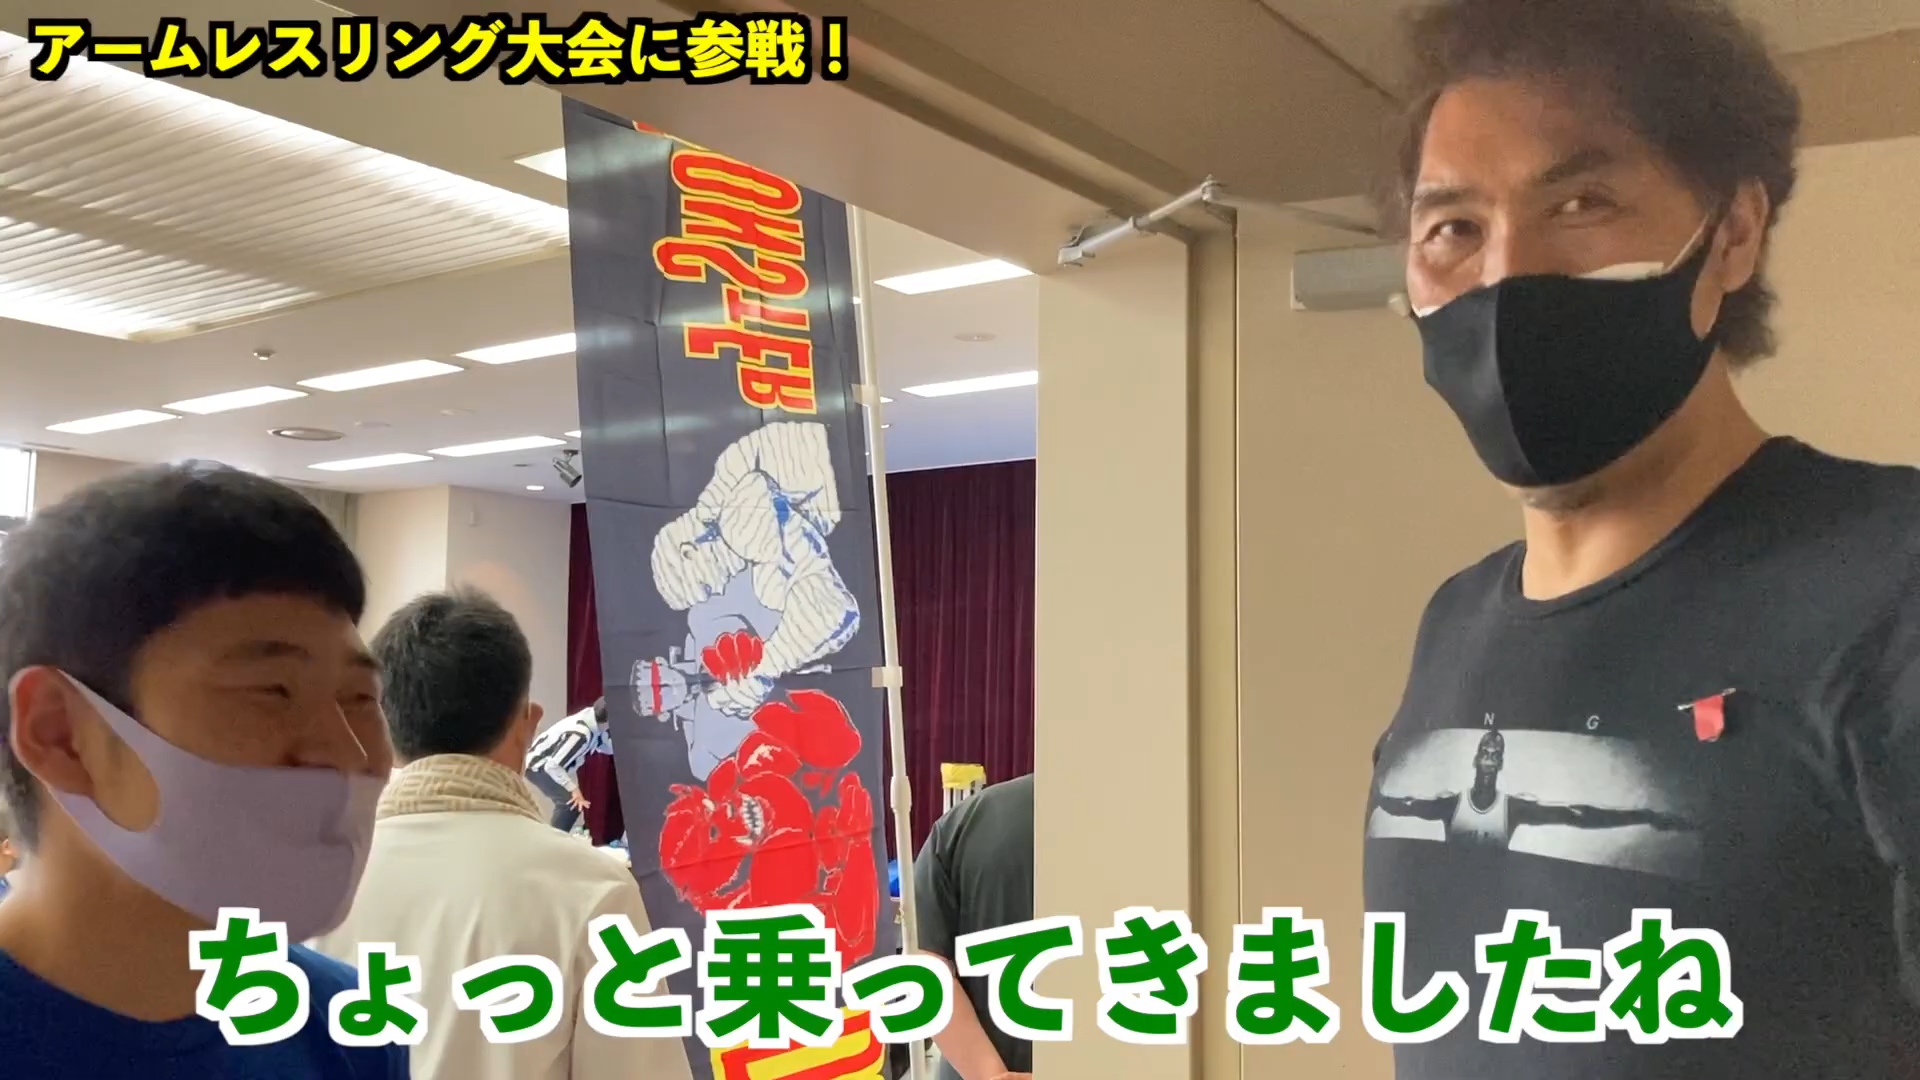 アームレスリング大会に参戦！
N G
ちょっと乗ってきましたね